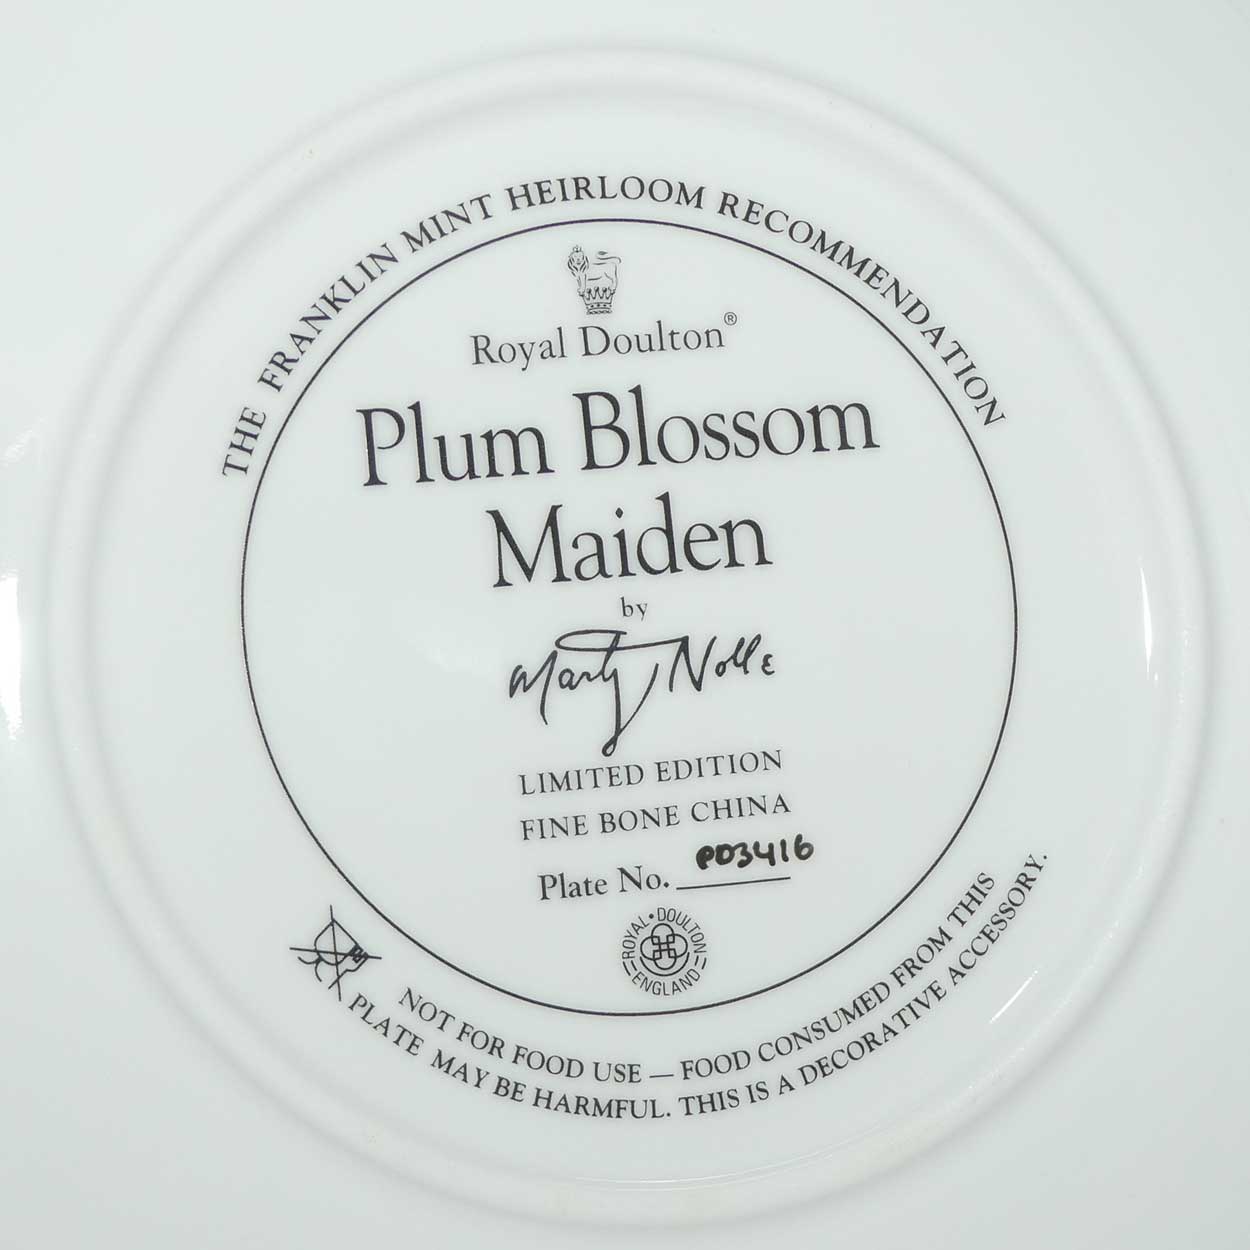 THE FRANKLIN MINT HEIRLOOM RECOMMENDATION
Royal Doulton®
Plum Blossom
Maiden
by
Marty Nolle
LIMITED EDITION
FINE BONE CHINA
Plate No. PD3416
ROYAL • DOULTON
ENGLAND
NOT FOR FOOD USE — FOOD CONSUMED FROM THIS
PLATE MAY BE HARMFUL. THIS IS A DECORATIVE ACCESSORY.